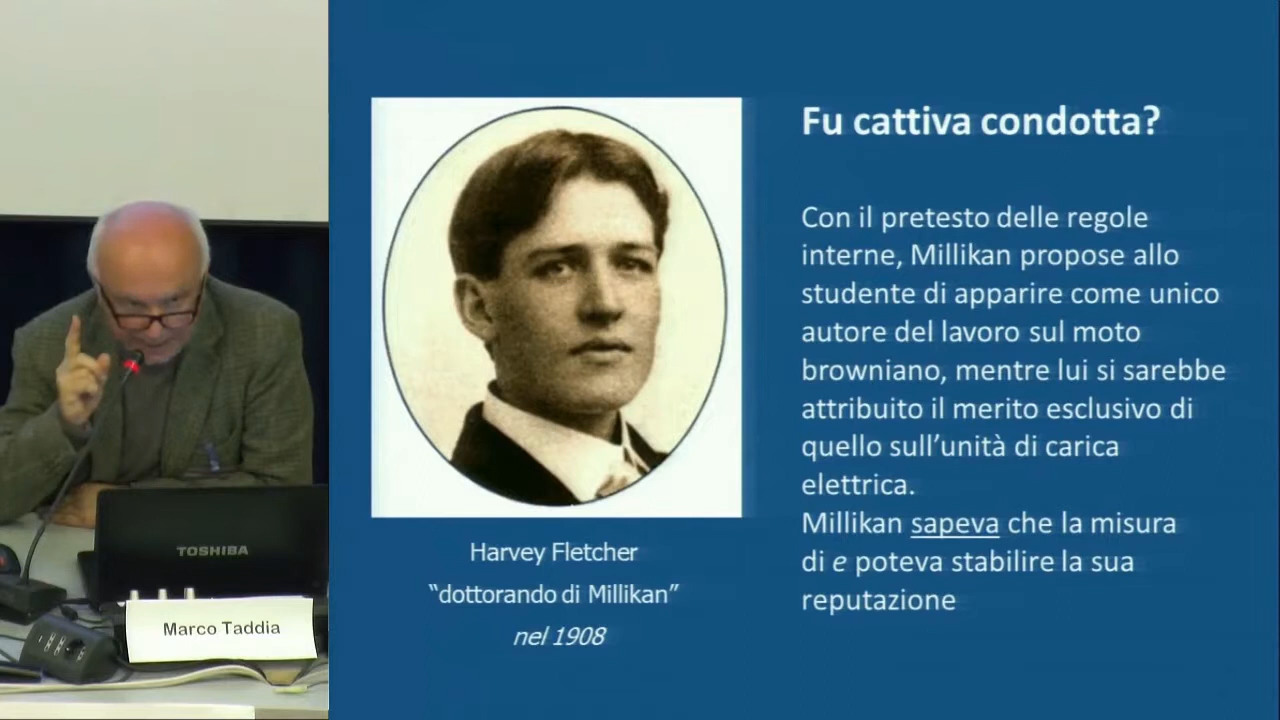 Fu cattiva condotta?
Con il pretesto delle regole
interne, Millikan propose allo
studente di apparire come unico
autore del lavoro sul moto
browniano, mentre lui si sarebbe
attribuito il merito esclusivo di
quello sull’unità di carica
elettrica.
Millikan sapeva che la misura
di e poteva stabilire la sua
reputazione
Harvey Fletcher
“dottorando di Millikan”
nel 1908
TOSHIBA
Marco Taddia